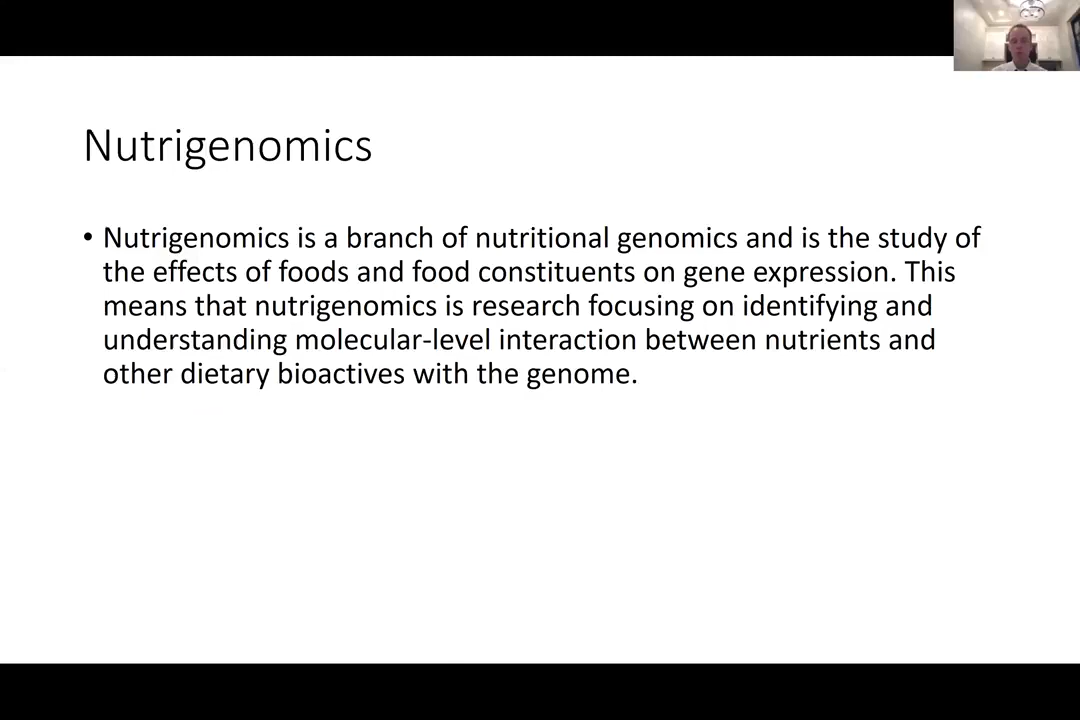 Nutrigenomics
• Nutrigenomics is a branch of nutritional genomics and is the study of
the effects of foods and food constituents on gene expression. This
means that nutrigenomics is research focusing on identifying and
understanding molecular-level interaction between nutrients and
other dietary bioactives with the genome.